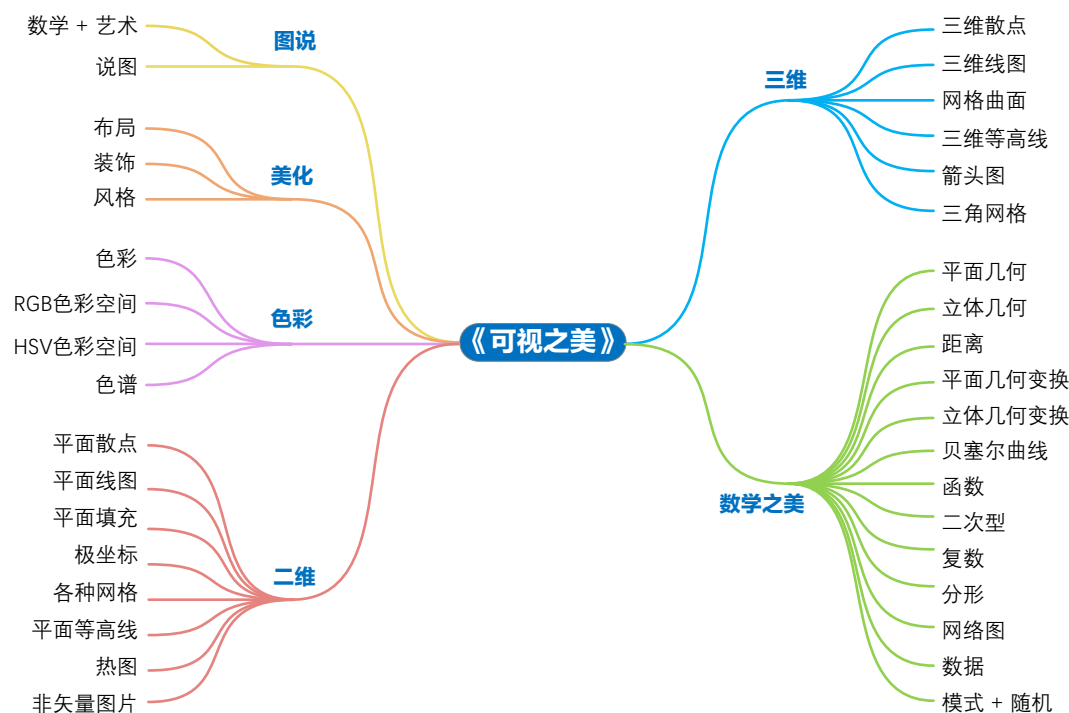 《可视之美》
图说
数学 + 艺术
说图
美化
布局
装饰
风格
色彩
色彩
RGB色彩空间
HSV色彩空间
色谱
二维
平面散点
平面线图
平面填充
极坐标
各种网格
平面等高线
热图
非矢量图片
三维
三维散点
三维线图
网格曲面
三维等高线
箭头图
三角网格
数学之美
平面几何
立体几何
距离
平面几何变换
立体几何变换
贝塞尔曲线
函数
二次型
复数
分形
网络图
数据
模式 + 随机